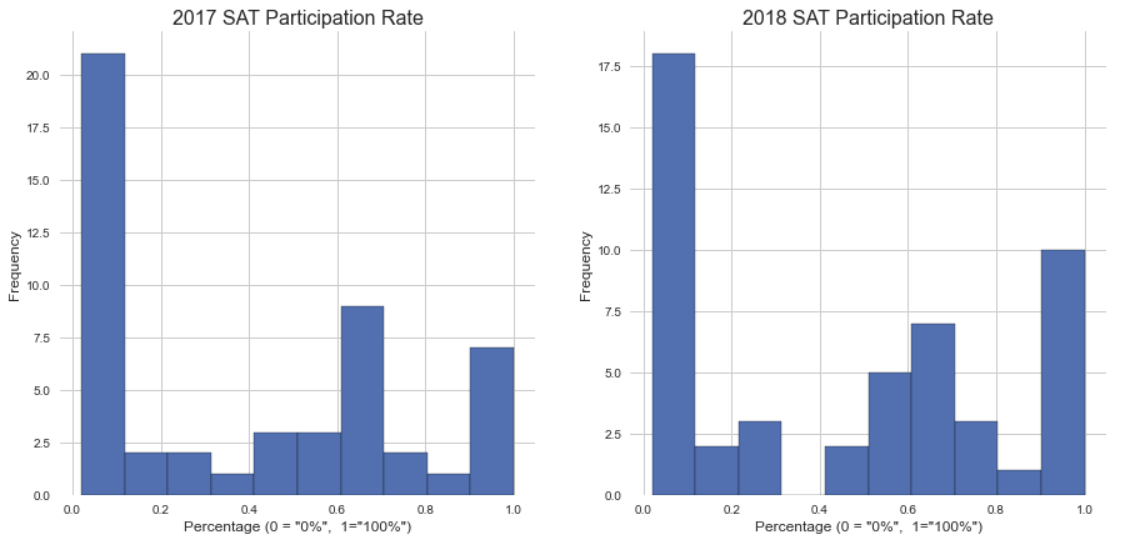 2017 SAT Participation Rate
20.0
17.5
15.0
12.5
10.0
7.5
5.0
2.5
0.0
Frequency
0.0 0.2 0.4 0.6 0.8 1.0
Percentage (0 = "0%", 1="100%")
2018 SAT Participation Rate
17.5
15.0
12.5
10.0
7.5
5.0
2.5
0.0
Frequency
0.0 0.2 0.4 0.6 0.8 1.0
Percentage (0 = "0%", 1="100%")